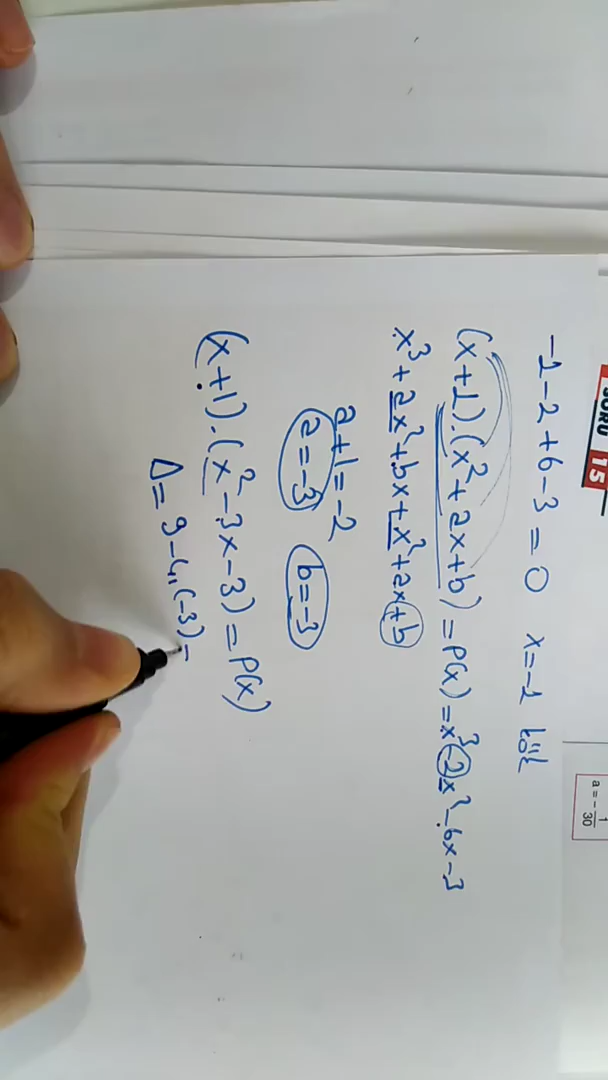 SORU 15
a = -1/30
-1-2+6-3 = 0 x=-1 kök
(x+1).(x²+ax+b) = P(x) = x³-2x²-6x-3
x³+ax²+bx+x²+ax+b
a+1=-2
a=-3 b=-3
(x+1).(x²-3x-3) = P(x)
Δ= 9-4.(-3)=